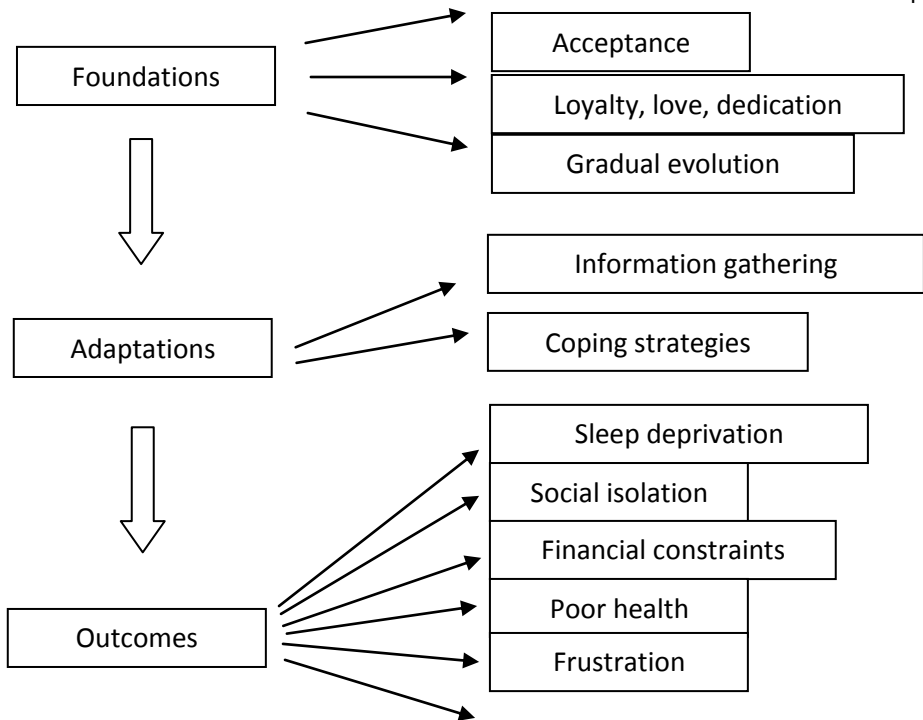 Foundations
Acceptance
Loyalty, love, dedication
Gradual evolution
Adaptations
Information gathering
Coping strategies
Outcomes
Sleep deprivation
Social isolation
Financial constraints
Poor health
Frustration